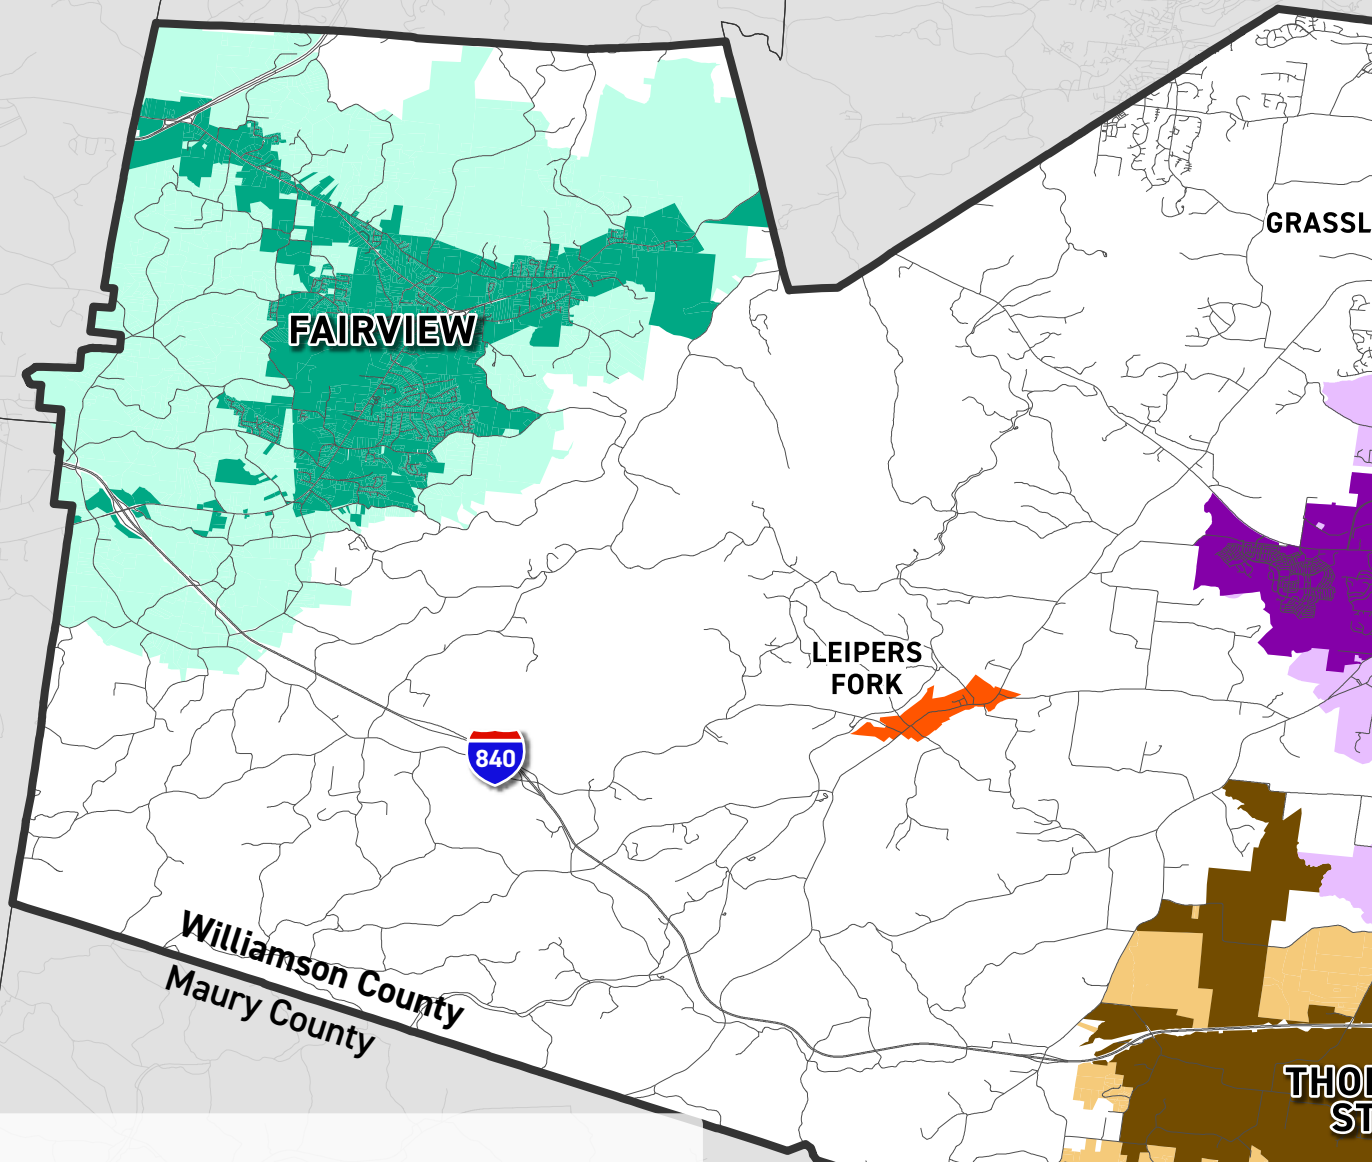 GRASSL
FAIRVIEW
LEIPERS
FORK
840
Williamson County
Maury County
THO
ST